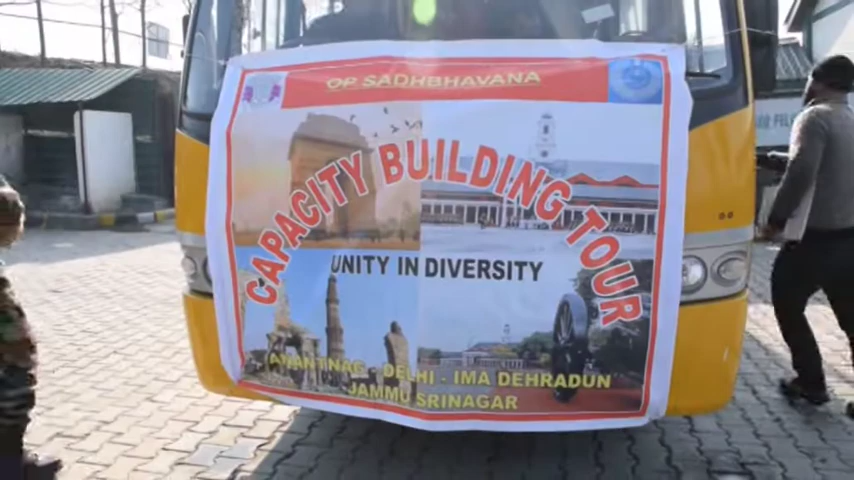 OP SADHBHAVANA
CAPACITY BUILDING TOUR
UNITY IN DIVERSITY
ANANTNAG - DELHI - IMA DEHRADUN
JAMMU SRINAGAR